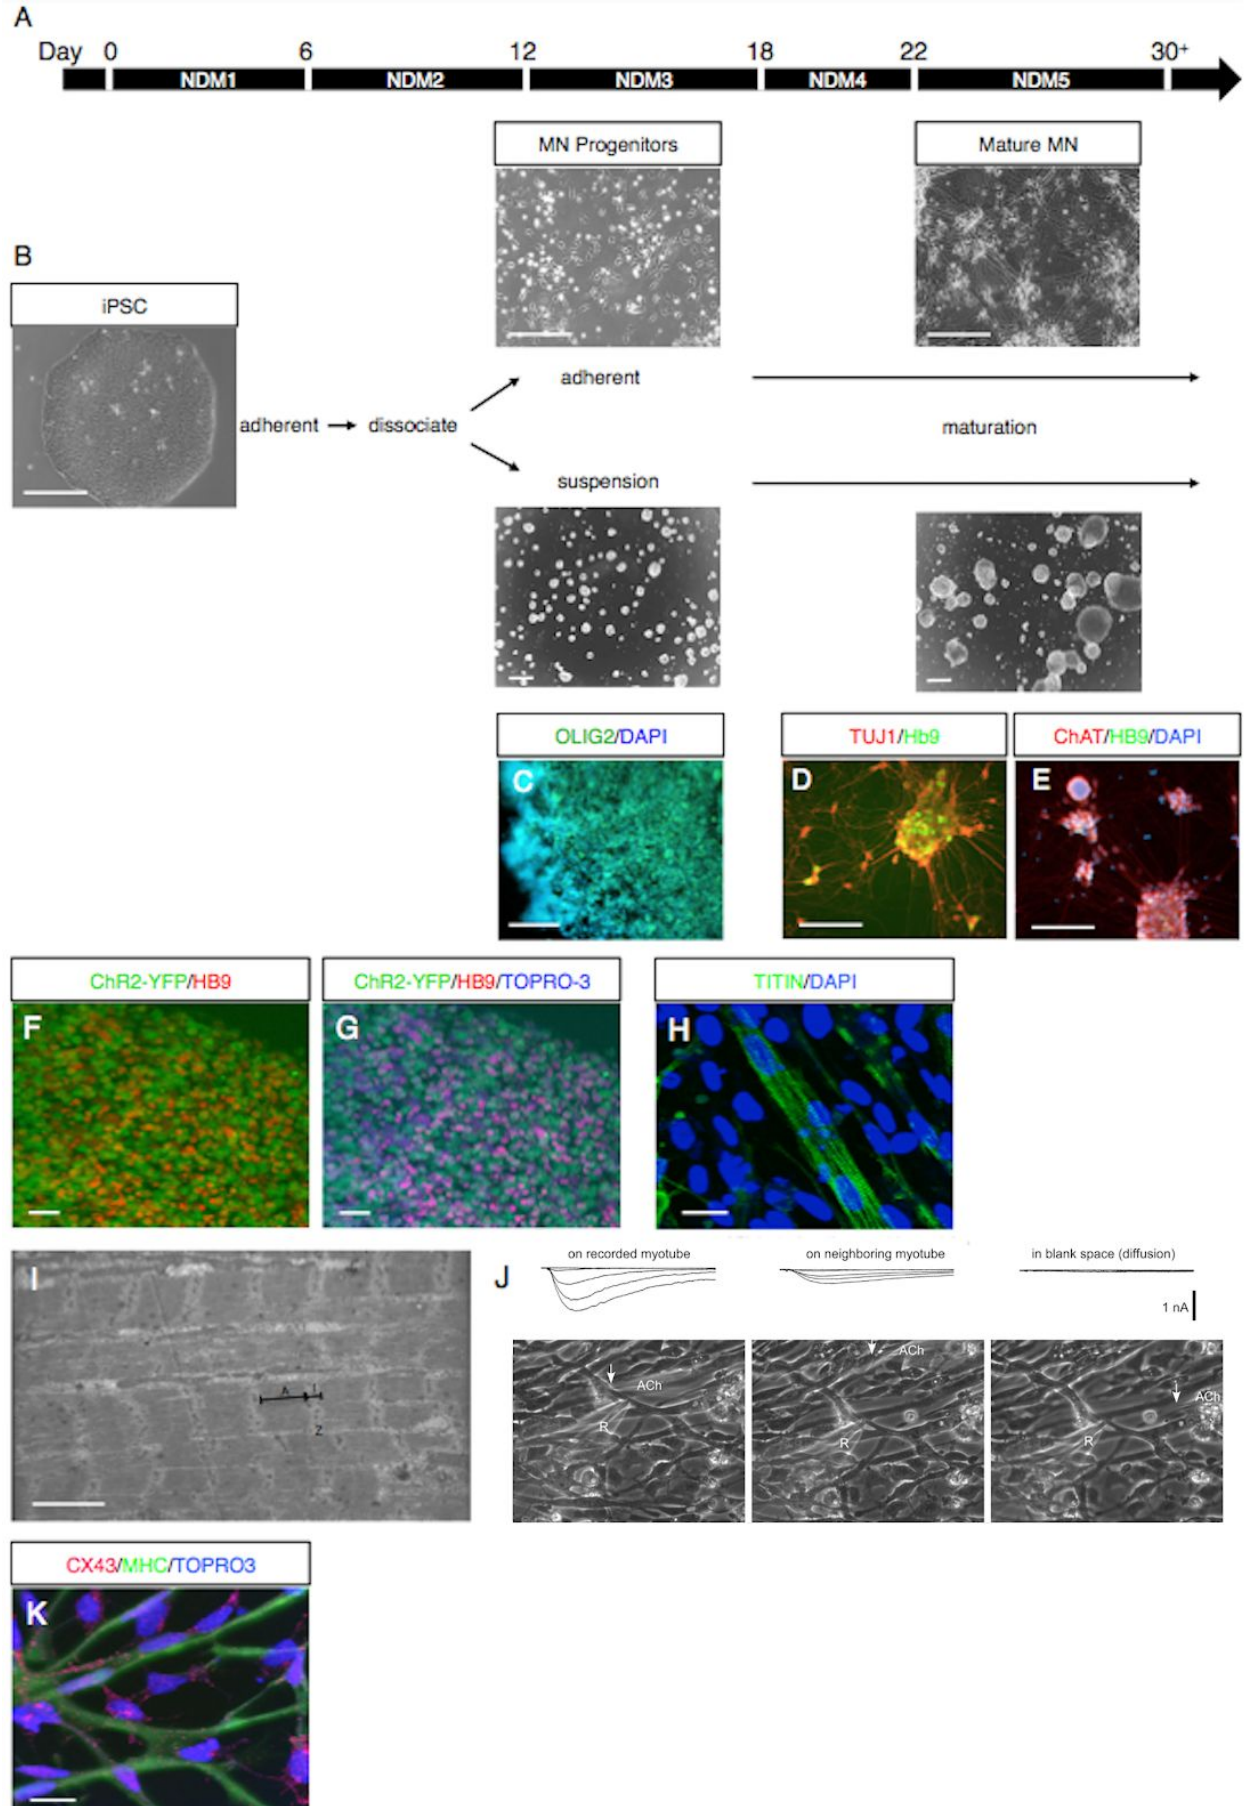 A
Day 0 6 12 18 22 30+
NDM1 NDM2 NDM3 NDM4 NDM5
MN Progenitors
Mature MN
B
iPSC
adherent
adherent
dissociate
maturation
suspension
OLIG2/DAPI
TUJ1/Hb9
ChAT/HB9/DAPI
C
D
E
ChR2-YFP/HB9
ChR2-YFP/HB9/TOPRO-3
TITIN/DAPI
F
G
H
I
A
I
Z
J
on recorded myotube
on neighboring myotube
in blank space (diffusion)
1 nA
ACh
R
ACh
R
ACh
R
CX43/MHC/TOPRO3
K